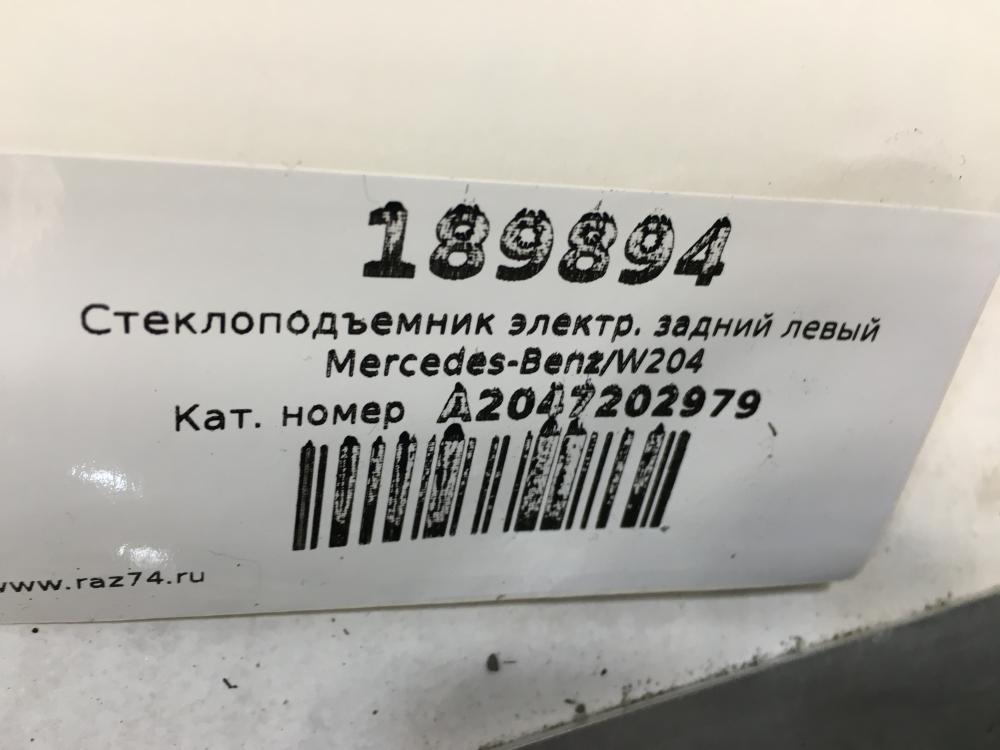 189894
Стеклоподъемник электр. задний левый
Mercedes-Benz/W204
Кат. номер A2047202979
www.raz74.ru